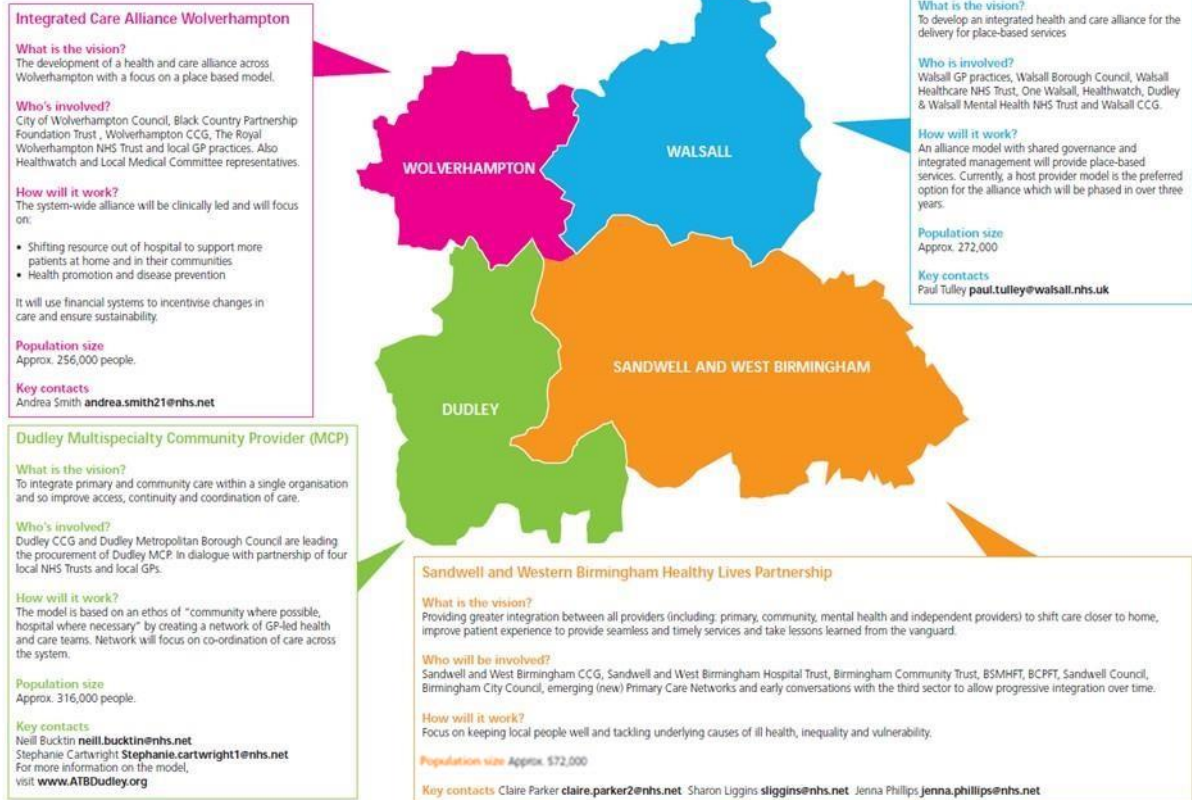 Integrated Care Alliance Wolverhampton
What is the vision?
The development of a health and care alliance across
Wolverhampton with a focus on a place based model.
Who's involved?
City of Wolverhampton Council, Black Country Partnership
Foundation Trust , Wolverhampton CCG, The Royal
Wolverhampton NHS Trust and local GP practices. Also
Healthwatch and Local Medical Committee representatives.
How will it work?
The system-wide alliance will be clinically led and will focus
on:
• Shifting resource out of hospital to support more
patients at home and in their communities
• Health promotion and disease prevention
It will use financial systems to incentivise changes in
care and ensure sustainability.
Population size
Approx. 256,000 people.
Key contacts
Andrea Smith andrea.smith21@nhs.net
WOLVERHAMPTON
WALSALL
DUDLEY
SANDWELL AND WEST BIRMINGHAM
What is the vision?
To develop an integrated health and care alliance for the
delivery for place-based services
Who is involved?
Walsall GP practices, Walsall Borough Council, Walsall
Healthcare NHS Trust, One Walsall, Healthwatch, Dudley
& Walsall Mental Health NHS Trust and Walsall CCG.
How will it work?
An alliance model with shared governance and
integrated management will provide place-based
services. Currently, a host provider model is the preferred
option for the alliance which will be phased in over three
years.
Population size
Approx. 272,000
Key contacts
Paul Tulley paul.tulley@walsall.nhs.uk
Dudley Multispecialty Community Provider (MCP)
What is the vision?
To integrate primary and community care within a single organisation
and so improve access, continuity and coordination of care.
Who's involved?
Dudley CCG and Dudley Metropolitan Borough Council are leading
the procurement of Dudley MCP. In dialogue with partnership of four
local NHS Trusts and local GPs.
How will it work?
The model is based on an ethos of "community where possible,
hospital where necessary" by creating a network of GP-led health
and care teams. Network will focus on co-ordination of care across
the system.
Population size
Approx. 316,000 people.
Key contacts
Neill Bucktin neill.bucktin@nhs.net
Stephanie Cartwright Stephanie.cartwright1@nhs.net
For more information on the model,
visit www.ATBDudley.org
Sandwell and Western Birmingham Healthy Lives Partnership
What is the vision?
Providing greater integration between all providers (including: primary, community, mental health and independent providers) to shift care closer to home,
improve patient experience to provide seamless and timely services and take lessons learned from the vanguard.
Who will be involved?
Sandwell and West Birmingham CCG, Sandwell and West Birmingham Hospital Trust, Birmingham Community Trust, BSMHFT, BCPFT, Sandwell Council,
Birmingham City Council, emerging (new) Primary Care Networks and early conversations with the third sector to allow progressive integration over time.
How will it work?
Focus on keeping local people well and tackling underlying causes of ill health, inequality and vulnerability.
Population size Approx. 572,000
Key contacts Claire Parker claire.parker2@nhs.net Sharon Liggins sliggins@nhs.net Jenna Phillips jenna.phillips@nhs.net